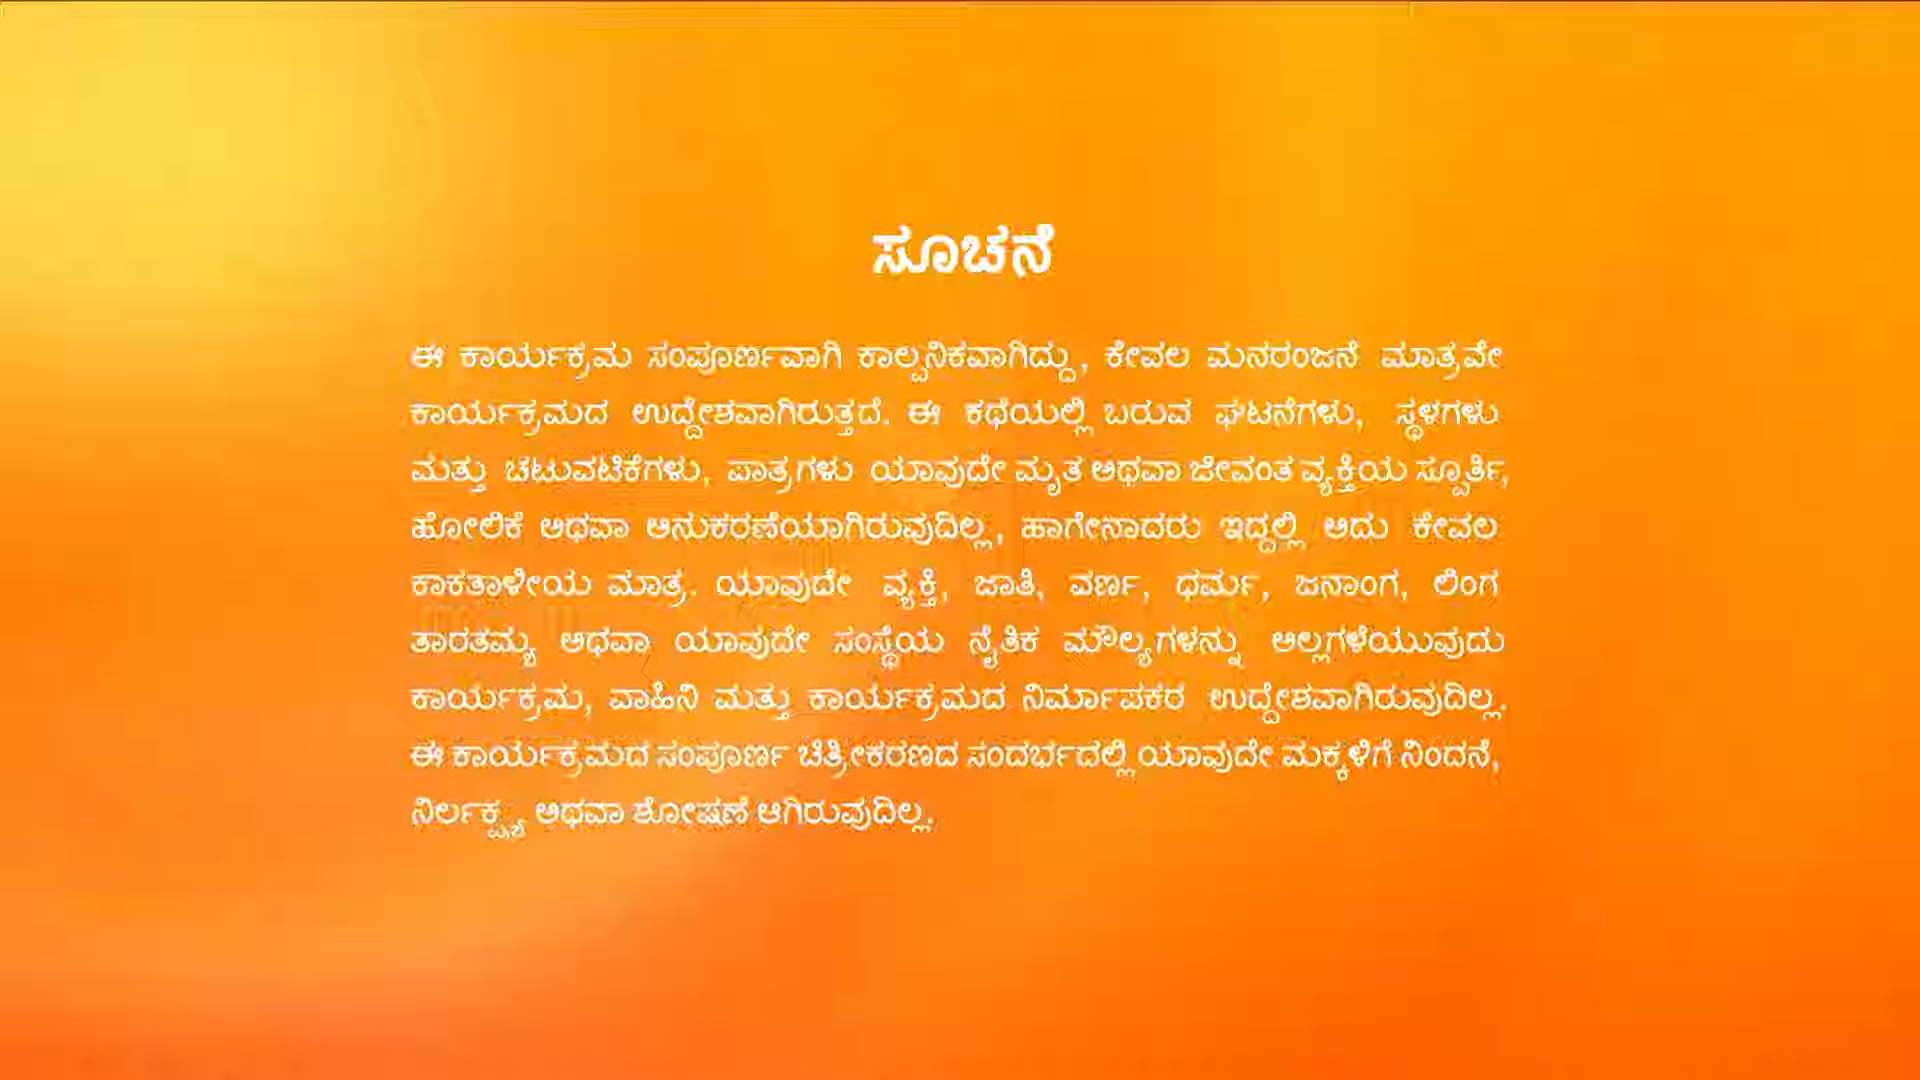 ಸೂಚನೆ
ಈ ಕಾರ್ಯಕ್ರಮ ಸಂಪೂರ್ಣವಾಗಿ ಕಾಲ್ಪನಿಕವಾಗಿದ್ದು, ಕೇವಲ ಮನರಂಜನೆ ಮಾತ್ರವೇ
ಕಾರ್ಯಕ್ರಮದ ಉದ್ದೇಶವಾಗಿರುತ್ತದೆ. ಈ ಕಥೆಯಲ್ಲಿ ಬರುವ ಘಟನೆಗಳು, ಸ್ಥಳಗಳು
ಮತ್ತು ಚಟುವಟಿಕೆಗಳು, ಪಾತ್ರಗಳು ಯಾವುದೇ ಮೃತ ಅಥವಾ ಜೀವಂತ ವ್ಯಕ್ತಿಯ ಸ್ಪೂರ್ತಿ,
ಹೋಲಿಕೆ ಅಥವಾ ಅನುಕರಣೆಯಾಗಿರುವುದಿಲ್ಲ, ಹಾಗೇನಾದರು ಇದ್ದಲ್ಲಿ ಅದು ಕೇವಲ
ಕಾಕತಾಳೀಯ ಮಾತ್ರ. ಯಾವುದೇ ವ್ಯಕ್ತಿ, ಜಾತಿ, ವರ್ಣ, ಧರ್ಮ, ಜನಾಂಗ, ಲಿಂಗ
ತಾರತಮ್ಯ ಅಥವಾ ಯಾವುದೇ ಸಂಸ್ಥೆಯ ನೈತಿಕ ಮೌಲ್ಯಗಳನ್ನು ಅಲ್ಲಗಳೆಯುವುದು
ಕಾರ್ಯಕ್ರಮ, ವಾಹಿನಿ ಮತ್ತು ಕಾರ್ಯಕ್ರಮದ ನಿರ್ಮಾಪಕರ ಉದ್ದೇಶವಾಗಿರುವುದಿಲ್ಲ.
ಈ ಕಾರ್ಯಕ್ರಮದ ಸಂಪೂರ್ಣ ಚಿತ್ರೀಕರಣದ ಸಂದರ್ಭದಲ್ಲಿ ಯಾವುದೇ ಮಕ್ಕಳಿಗೆ ನಿಂದನೆ,
ನಿರ್ಲಕ್ಷ್ಯ ಅಥವಾ ಶೋಷಣೆ ಆಗಿರುವುದಿಲ್ಲ.